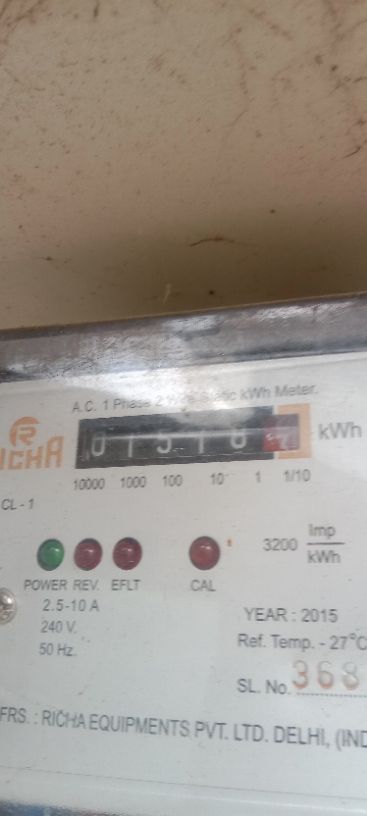 A.C. 1 Phase 2 Wire Static kWh Meter.
RICHA
01518
kWh
10000 1000 100 10 1 1/10
CL - 1
3200 Imp
kWh
POWER REV. EFLT CAL
2.5-10 A
240 V.
50 Hz.
YEAR : 2015
Ref. Temp. - 27°C
SL. No. 368
FRS. : RICHA EQUIPMENTS PVT. LTD. DELHI, (IND